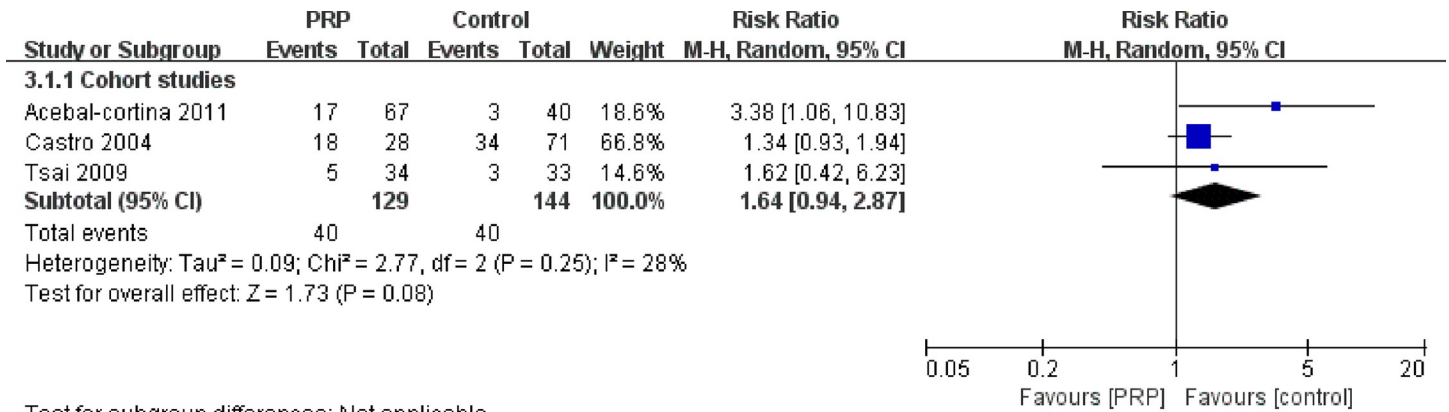 PRP Control Risk Ratio Risk Ratio
Study or Subgroup Events Total Events Total Weight M-H, Random, 95% CI M-H, Random, 95% CI
3.1.1 Cohort studies
Acebal-cortina 2011 17 67 3 40 18.6% 3.38 [1.06, 10.83]
Castro 2004 18 28 34 71 66.8% 1.34 [0.93, 1.94]
Tsai 2009 5 34 3 33 14.6% 1.62 [0.42, 6.23]
Subtotal (95% CI) 129 144 100.0% 1.64 [0.94, 2.87]
Total events 40 40
Heterogeneity: Tau² = 0.09; Chi² = 2.77, df = 2 (P = 0.25); I² = 28%
Test for overall effect: Z = 1.73 (P = 0.08)
0.05 0.2 1 5 20
Favours [PRP] Favours [control]
Test for subgroup differences: Not applicable